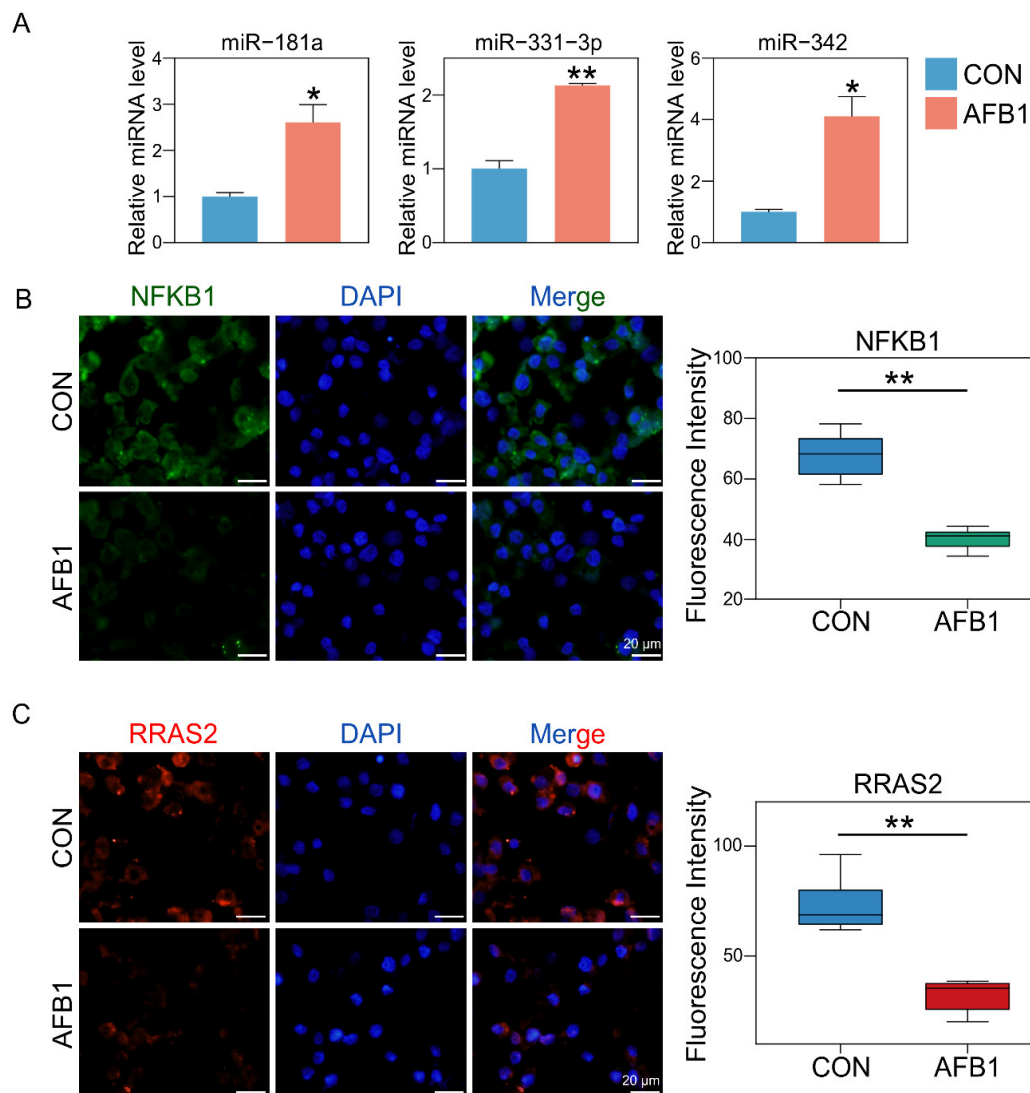 A
miR−181a
miR−331−3p
miR−342
Relative miRNA level
4
3
2
1
0
*
Relative miRNA level
2
1
0
**
Relative miRNA level
6
4
2
0
*
CON
AFB1
B
NFKB1
DAPI
Merge
CON
AFB1
20 μm
NFKB1
Fluorescence Intensity
100
80
60
40
20
**
CON
AFB1
C
RRAS2
DAPI
Merge
CON
AFB1
20 μm
RRAS2
Fluorescence Intensity
100
50
**
CON
AFB1